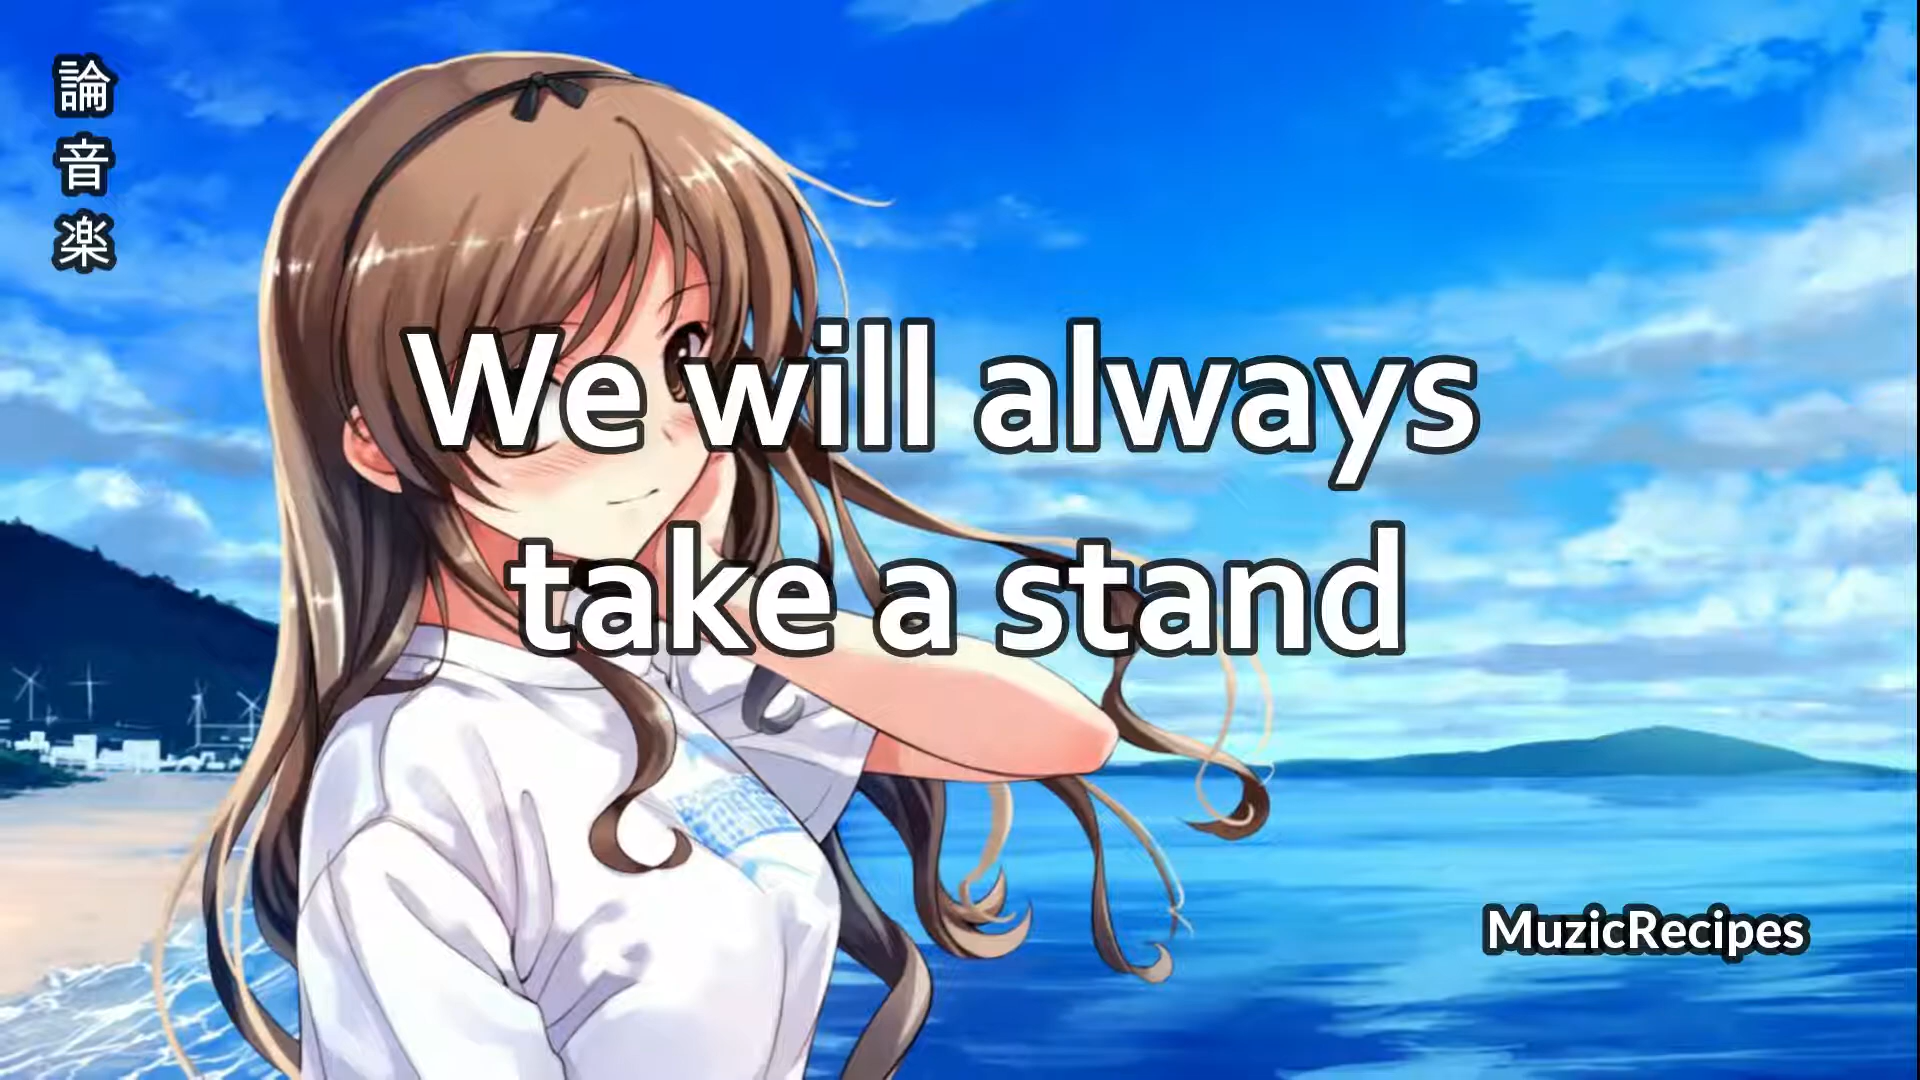 論音楽
We will always
take a stand
MuzicRecipes